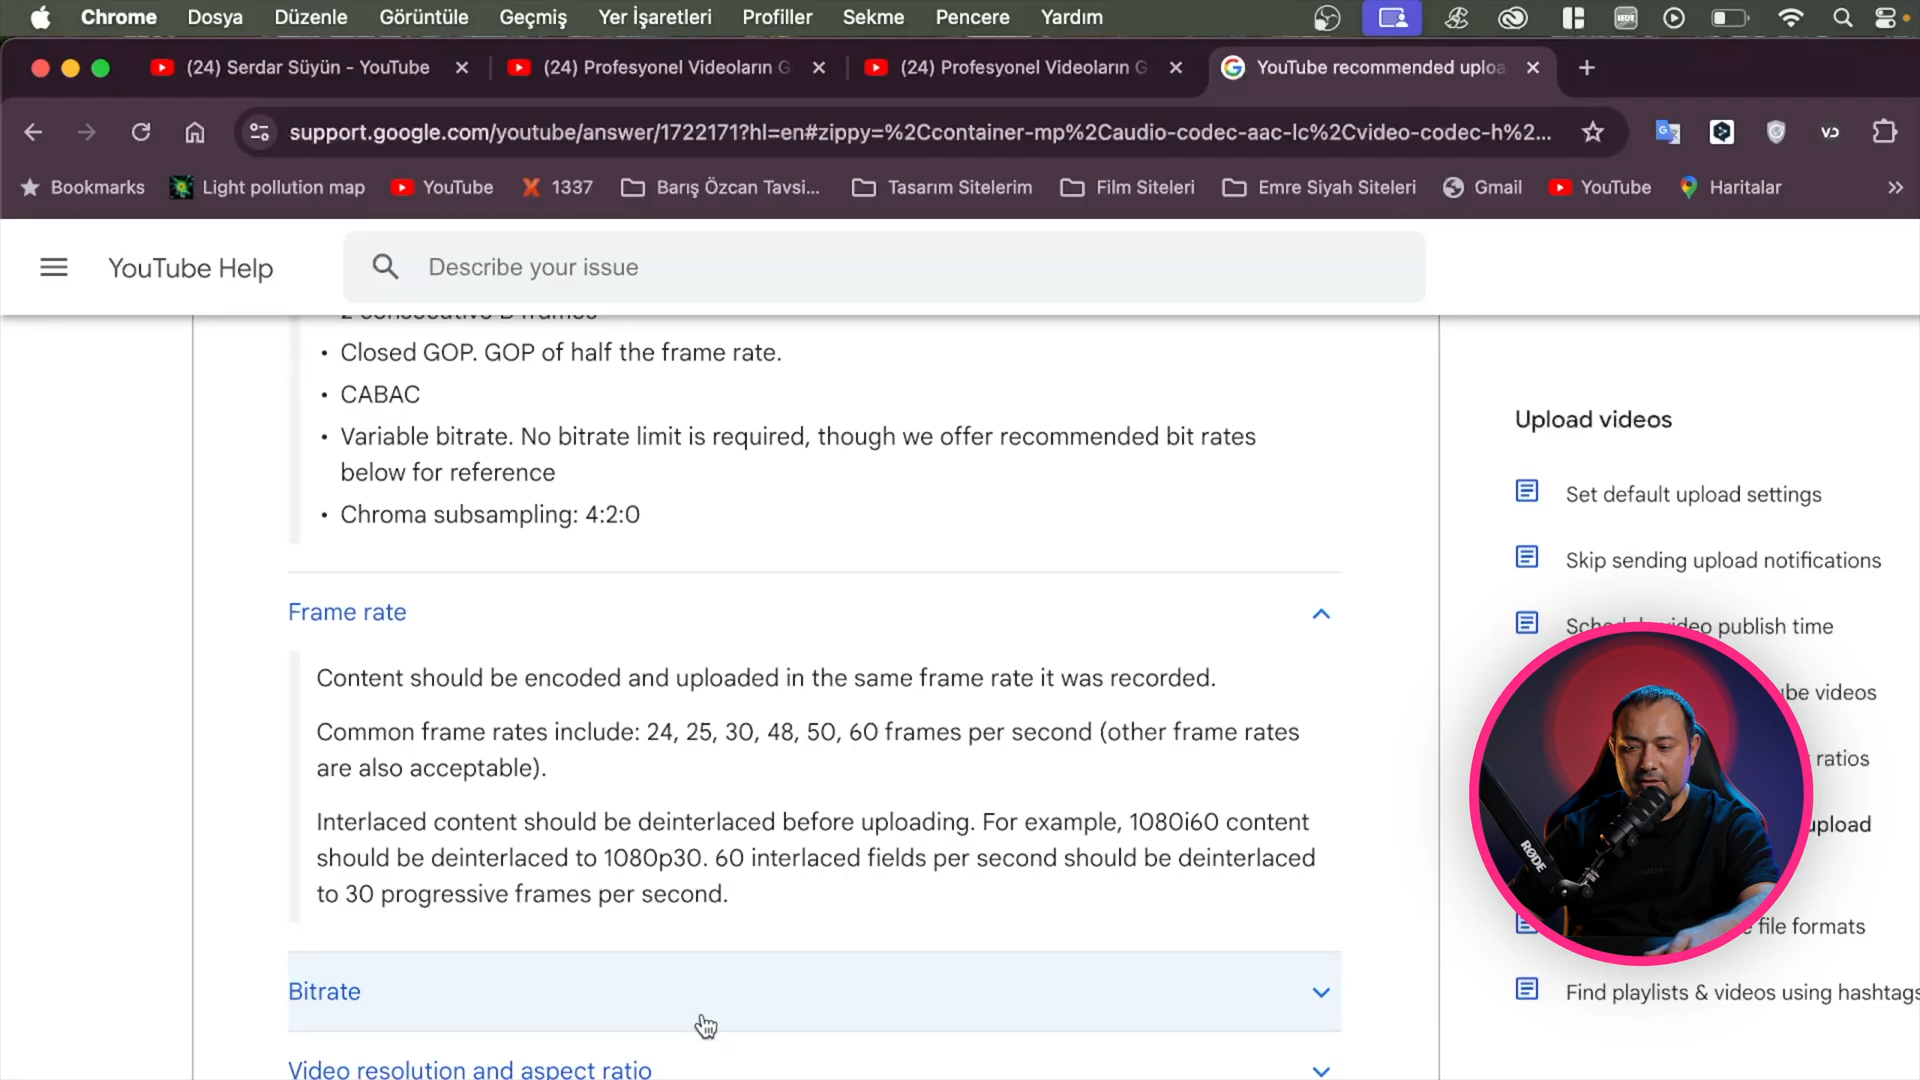 Chrome Dosya Düzenle Görüntüle Geçmiş Yer İşaretleri Profiller Sekme Pencere Yardım
(24) Serdar Süyün - YouTube (24) Profesyonel Videoların G (24) Profesyonel Videoların G YouTube recommended uploa
support.google.com/youtube/answer/1722171?hl=en#zippy=%2Ccontainer-mp%2Caudio-codec-aac-lc%2Cvideo-codec-h%2...
Bookmarks Light pollution map YouTube 1337 Barış Özcan Tavsi... Tasarım Sitelerim Film Siteleri Emre Siyah Siteleri Gmail YouTube Haritalar
YouTube Help
Describe your issue
2 consecutive B frames
• Closed GOP. GOP of half the frame rate.
• CABAC
• Variable bitrate. No bitrate limit is required, though we offer recommended bit rates
below for reference
• Chroma subsampling: 4:2:0
Frame rate
Content should be encoded and uploaded in the same frame rate it was recorded.
Common frame rates include: 24, 25, 30, 48, 50, 60 frames per second (other frame rates
are also acceptable).
Interlaced content should be deinterlaced before uploading. For example, 1080i60 content
should be deinterlaced to 1080p30. 60 interlaced fields per second should be deinterlaced
to 30 progressive frames per second.
Bitrate
Video resolution and aspect ratio
Upload videos
Set default upload settings
Skip sending upload notifications
video publish time
videos
ratios
upload
file formats
Find playlists & videos using hashtags
RØDE